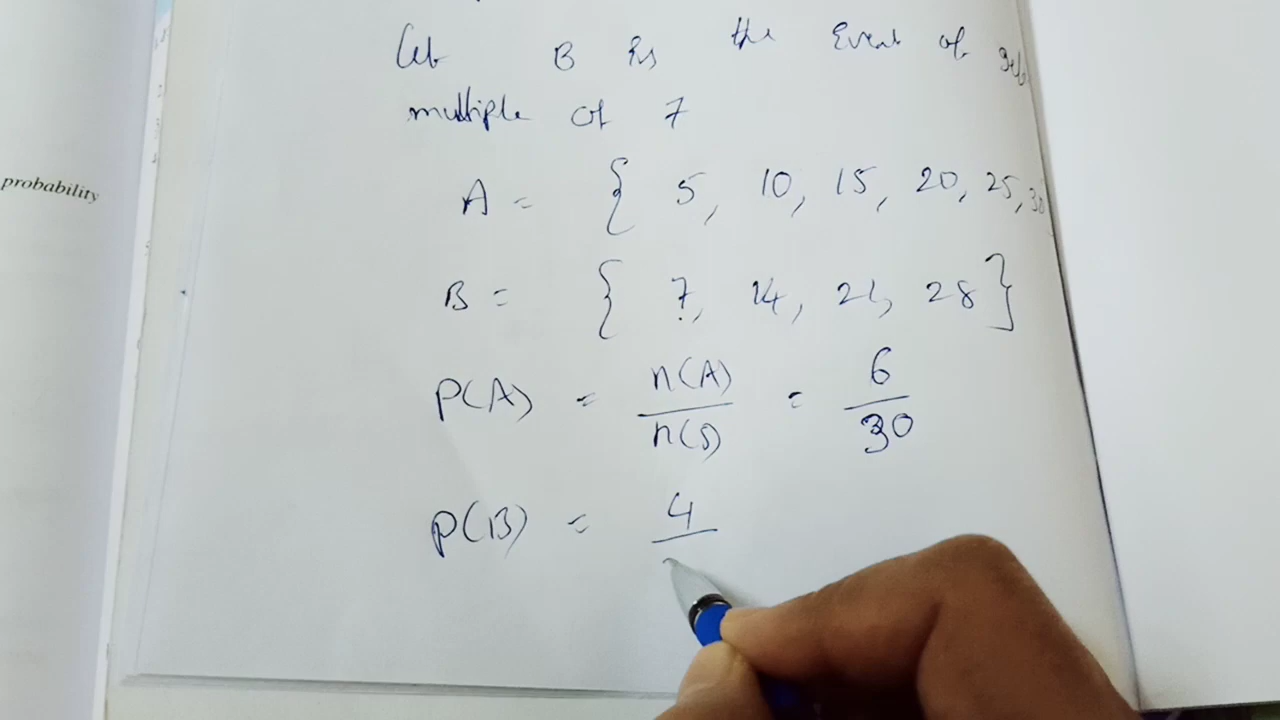 Let B is the Event of
multiple of 7
probability
A = { 5, 10, 15, 20, 25, 30
B = { 7, 14, 21, 28 }
P(A) = n(A)/n(S) = 6/30
P(B) = 4/